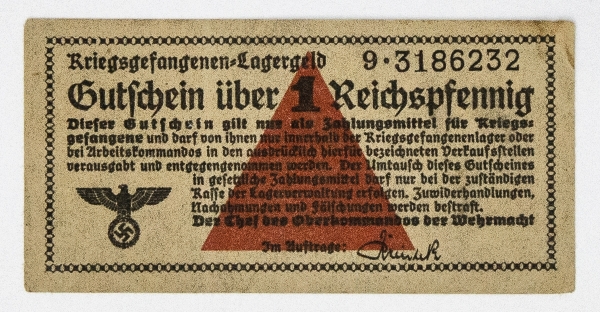 Kriegsgefangenen-Lagergeld 9·3186232
Gutschein über 1 Reichspfennig
Dieser Gutschein gilt nur als Zahlungsmittel für Kriegs-
gefangene und darf von ihnen nur innerhalb der Kriegsgefangenenlager oder
bei Arbeitskommandos in den ausdrücklich hierfür bezeichneten Verkaufsstellen
verausgabt und entgegengenommen werden. Der Umtausch dieses Gutscheines
in gesetzliche Zahlungsmittel darf nur bei der zuständigen
Kasse der Lagerverwaltung erfolgen. Zuwiderhandlungen,
Nachahmungen und Fälschungen werden bestraft.
Der Chef des Oberkommandos der Wehrmacht
Im Auftrage: